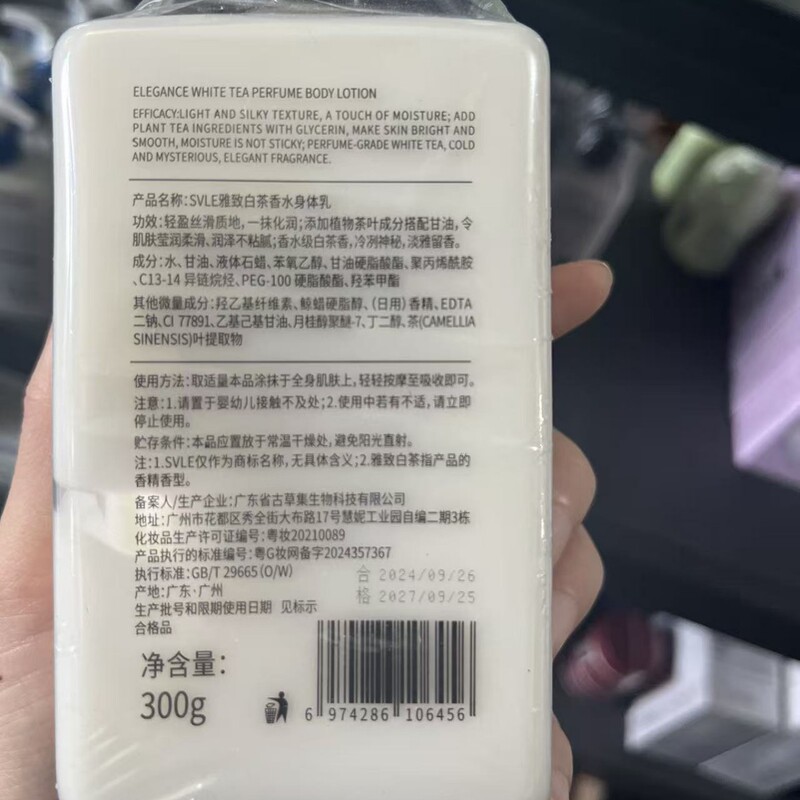 ELEGANCE WHITE TEA PERFUME BODY LOTION
EFFICACY:LIGHT AND SILKY TEXTURE, A TOUCH OF MOISTURE; ADD
PLANT TEA INGREDIENTS WITH GLYCERIN, MAKE SKIN BRIGHT AND
SMOOTH, MOISTURE IS NOT STICKY; PERFUME-GRADE WHITE TEA, COLD
AND MYSTERIOUS, ELEGANT FRAGRANCE.
产品名称:SVLE雅致白茶香水身体乳
功效:轻盈丝滑质地,一抹化润;添加植物茶叶成分搭配甘油,令
肌肤莹润柔滑、润泽不粘腻;香水级白茶香,冷冽神秘,淡雅留香。
成分:水、甘油、液体石蜡、苯氧乙醇、甘油硬脂酸酯、聚丙烯酰胺
、C13-14 异链烷烃、PEG-100 硬脂酸酯、羟苯甲酯
其他微量成分:羟乙基纤维素、鲸蜡硬脂醇、(日用)香精、EDTA
二钠、CI 77891、乙基己基甘油、月桂醇聚醚-7、丁二醇、茶(CAMELLIA
SINENSIS)叶提取物
使用方法:取适量本品涂抹于全身肌肤上,轻轻按摩至吸收即可。
注意:1.请置于婴幼儿接触不及处;2.使用中若有不适,请立即
停止使用。
贮存条件:本品应置放于常温干燥处,避免阳光直射。
注:1.SVLE仅作为商标名称,无具体含义;2.雅致白茶指产品的
香精香型。
备案人/生产企业:广东省古草集生物科技有限公司
地址:广州市花都区秀全街大布路17号慧妮工业园自编二期3栋
化妆品生产许可证编号:粤妆20210089
产品执行的标准编号:粤G妆网备字2024357367
执行标准:GB/T 29665(O/W)
合 2024/09/26
产地:广东·广州
格 2027/09/25
生产批号和限期使用日期 见标示
合格品
净含量:
300g
6 974286 106456